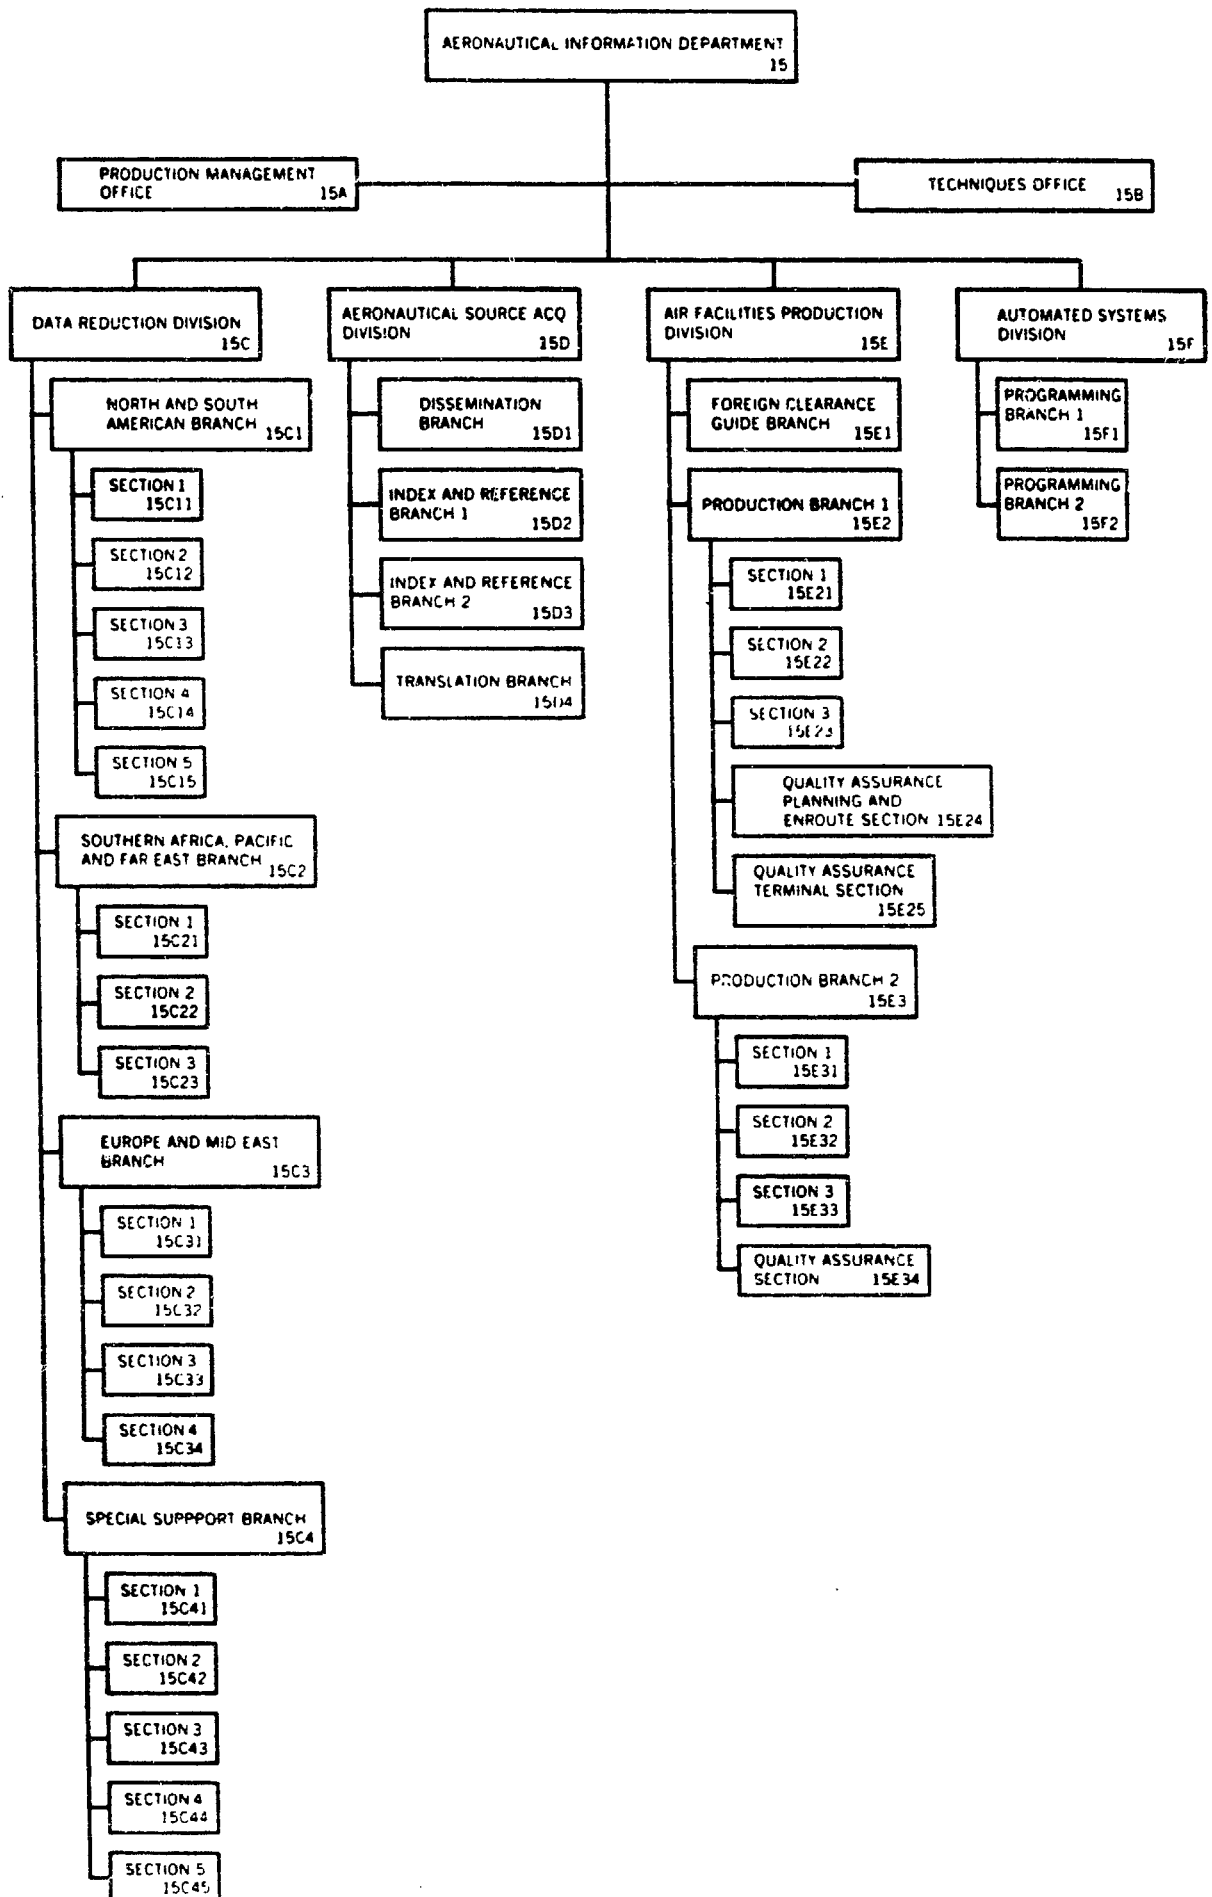 AERONAUTICAL INFORMATION DEPARTMENT
15
PRODUCTION MANAGEMENT
OFFICE
15A
TECHNIQUES OFFICE
15B
DATA REDUCTION DIVISION
15C
NORTH AND SOUTH
AMERICAN BRANCH
15C1
SECTION 1
15C11
SECTION 2
15C12
SECTION 3
15C13
SECTION 4
15C14
SECTION 5
15C15
SOUTHERN AFRICA, PACIFIC
AND FAR EAST BRANCH
15C2
SECTION 1
15C21
SECTION 2
15C22
SECTION 3
15C23
EUROPE AND MID EAST
BRANCH
15C3
SECTION 1
15C31
SECTION 2
15C32
SECTION 3
15C33
SECTION 4
15C34
SPECIAL SUPPPORT BRANCH
15C4
SECTION 1
15C41
SECTION 2
15C42
SECTION 3
15C43
SECTION 4
15C44
SECTION 5
15C45
AERONAUTICAL SOURCE ACQ
DIVISION
15D
DISSEMINATION
BRANCH
15D1
INDEX AND REFERENCE
BRANCH 1
15D2
INDEX AND REFERENCE
BRANCH 2
15D3
TRANSLATION BRANCH
15D4
AIR FACILITIES PRODUCTION
DIVISION
15E
FOREIGN CLEARANCE
GUIDE BRANCH
15E1
PRODUCTION BRANCH 1
15E2
SECTION 1
15E21
SECTION 2
15E22
SECTION 3
15E23
QUALITY ASSURANCE
PLANNING AND
ENROUTE SECTION 15E24
QUALITY ASSURANCE
TERMINAL SECTION
15E25
PRODUCTION BRANCH 2
15E3
SECTION 1
15E31
SECTION 2
15E32
SECTION 3
15E33
QUALITY ASSURANCE
SECTION 15E34
AUTOMATED SYSTEMS
DIVISION
15F
PROGRAMMING
BRANCH 1
15F1
PROGRAMMING
BRANCH 2
15F2